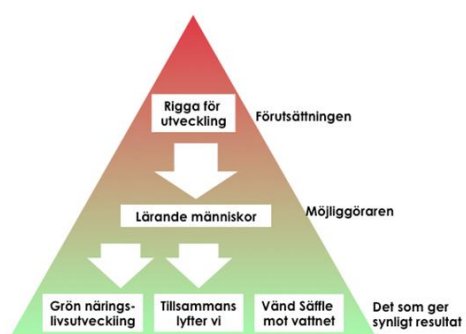 Rigga för
utveckling
Förutsättningen
Lärande människor
Möjliggöraren
Grön närings-
livsutveckling
Tillsammans
lyfter vi
Vänd Säffle
mot vattnet
Det som ger
synligt resultat